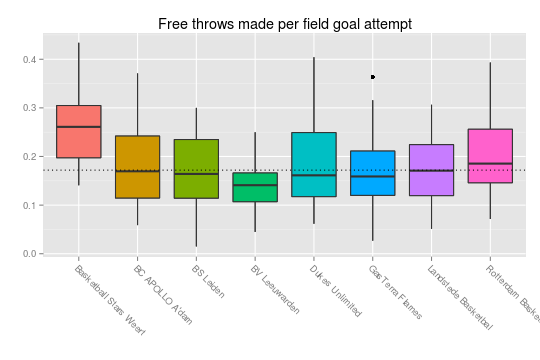 Free throws made per field goal attempt
0.4
0.3
0.2
0.1
0.0
Basketball Stars Weert
BC APOLLO A'dam
BS Leiden
BV Leeuwarden
Dukes Unlimited
GasTerra Flames
Landstede Basketbal
Rotterdam Baske